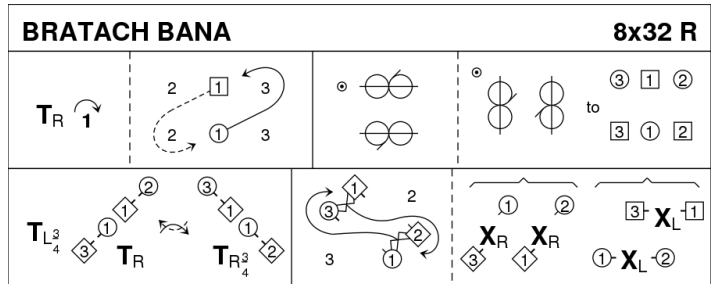 BRATACH BANA 8x32 R
T R 1
2 1 3
2 1 3
to
3 1 2
3 1 2
T L 3/4
3 1 1 2
T R
3 1 1 2
T R 3/4
1 2
3 2
3 1
1 2
X R X R
3 1
3 X L 1
1 X L 2